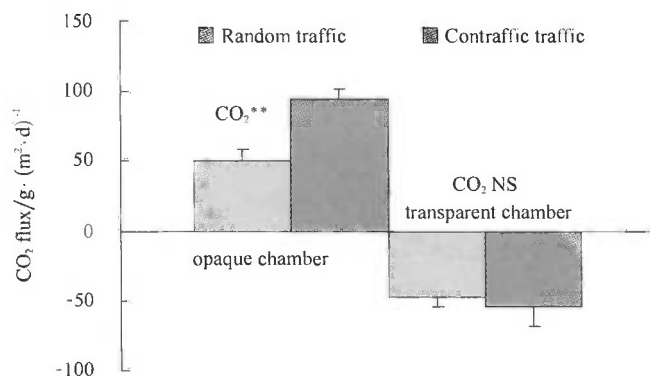 150
Random traffic
Contraffic traffic
100
CO₂**
50
CO₂ NS
transparent chamber
0
opaque chamber
-50
-100
CO₂ flux/g· (m²·d)⁻¹